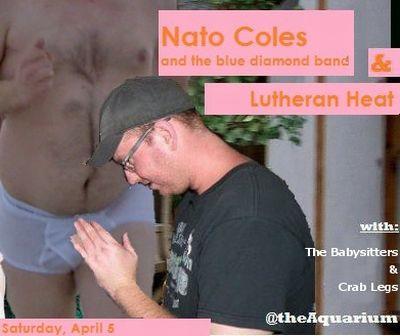 Nato Coles
and the blue diamond band
&
Lutheran Heat
with:
The Babysitters
&
Crab Legs
@theAquarium
Saturday, April 5